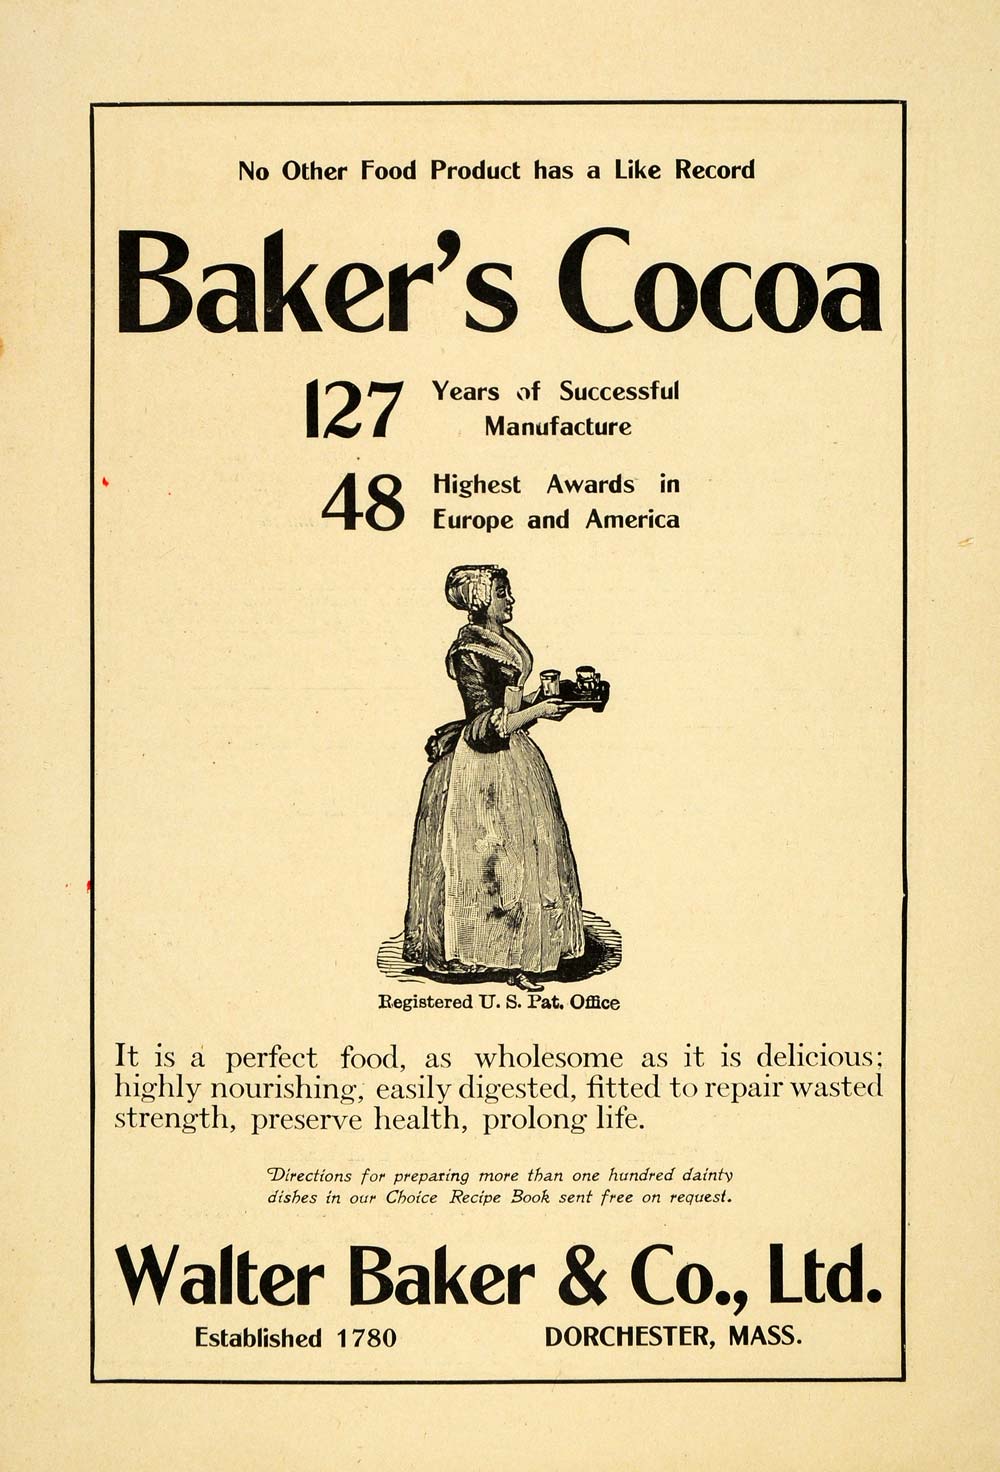 No Other Food Product has a Like Record
Baker's Cocoa
127 Years of Successful
Manufacture
48 Highest Awards in
Europe and America
Registered U. S. Pat. Office
It is a perfect food, as wholesome as it is delicious;
highly nourishing, easily digested, fitted to repair wasted
strength, preserve health, prolong life.
Directions for preparing more than one hundred dainty
dishes in our Choice Recipe Book sent free on request.
Walter Baker & Co., Ltd.
Established 1780 DORCHESTER, MASS.